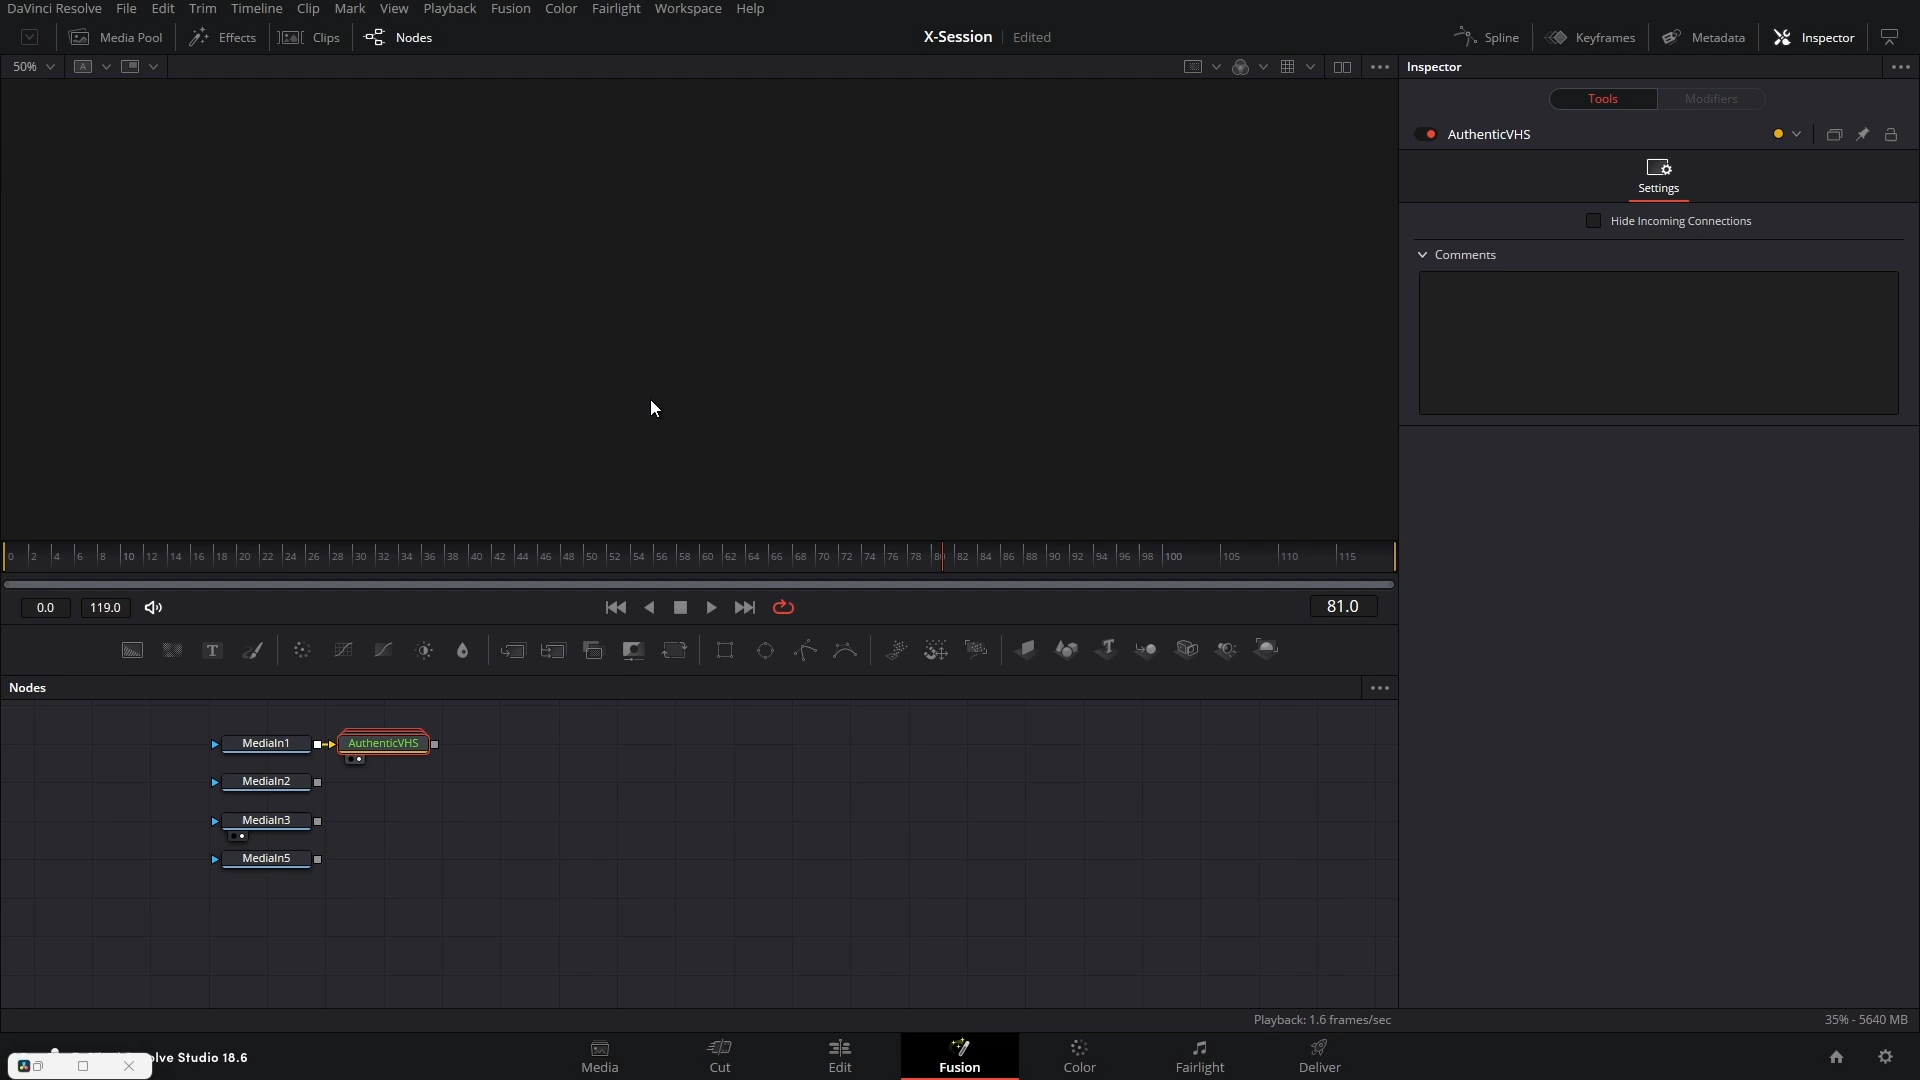 DaVinci Resolve File Edit Trim Timeline Clip Mark View Playback Fusion Color Fairlight Workspace Help
Media Pool Effects Clips Nodes X-Session Edited Spline Keyframes Metadata Inspector
50% A Inspector
Tools Modifiers
AuthenticVHS
Settings
Hide Incoming Connections
Comments
0 2 4 6 8 10 12 14 16 18 20 22 24 26 28 30 32 34 36 38 40 42 44 46 48 50 52 54 56 58 60 62 64 66 68 70 72 74 76 78 80 82 84 86 88 90 92 94 96 98 100 105 110 115
0.0 119.0 81.0
T T
Nodes
MediaIn1 AuthenticVHS
MediaIn2
MediaIn3
MediaIn5
Playback: 1.6 frames/sec 35% - 5640 MB
Studio 18.6
Media Cut Edit Fusion Color Fairlight Deliver